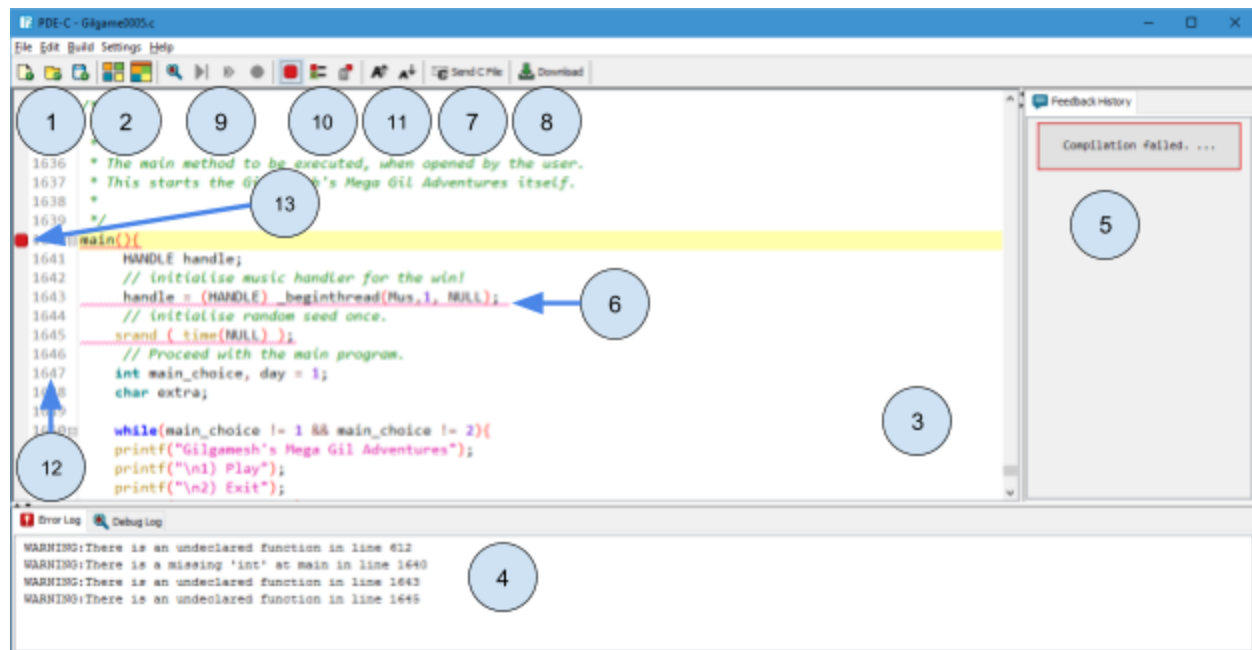 PDE-C - Gilgame0005.c
File Edit Build Settings Help
Send C File Download
1 2 9 10 11 7 8
Feedback History
Compilation failed. ...
/*
*
1636 * The main method to be executed, when opened by the user.
1637 * This starts the Gilgamesh's Mega Gil Adventures itself.
1638 *
13
1639 */
5
main(){
1641 HANDLE handle;
1642 // initialise music handler for the win!
1643 handle = (HANDLE) _beginthread(Mus,1, NULL);
6
1644 // initialise random seed once.
1645 srand ( time(NULL) );
1646 // Proceed with the main program.
1647 int main_choice, day = 1;
char extra;
3
while(main_choice != 1 && main_choice != 2){
12
printf("Gilgamesh's Mega Gil Adventures");
printf("\n1) Play");
printf("\n2) Exit");
Error Log Debug Log
WARNING:There is an undeclared function in line 612
WARNING:There is a missing 'int' at main in line 1640
WARNING:There is an undeclared function in line 1643
WARNING:There is an undeclared function in line 1645
4